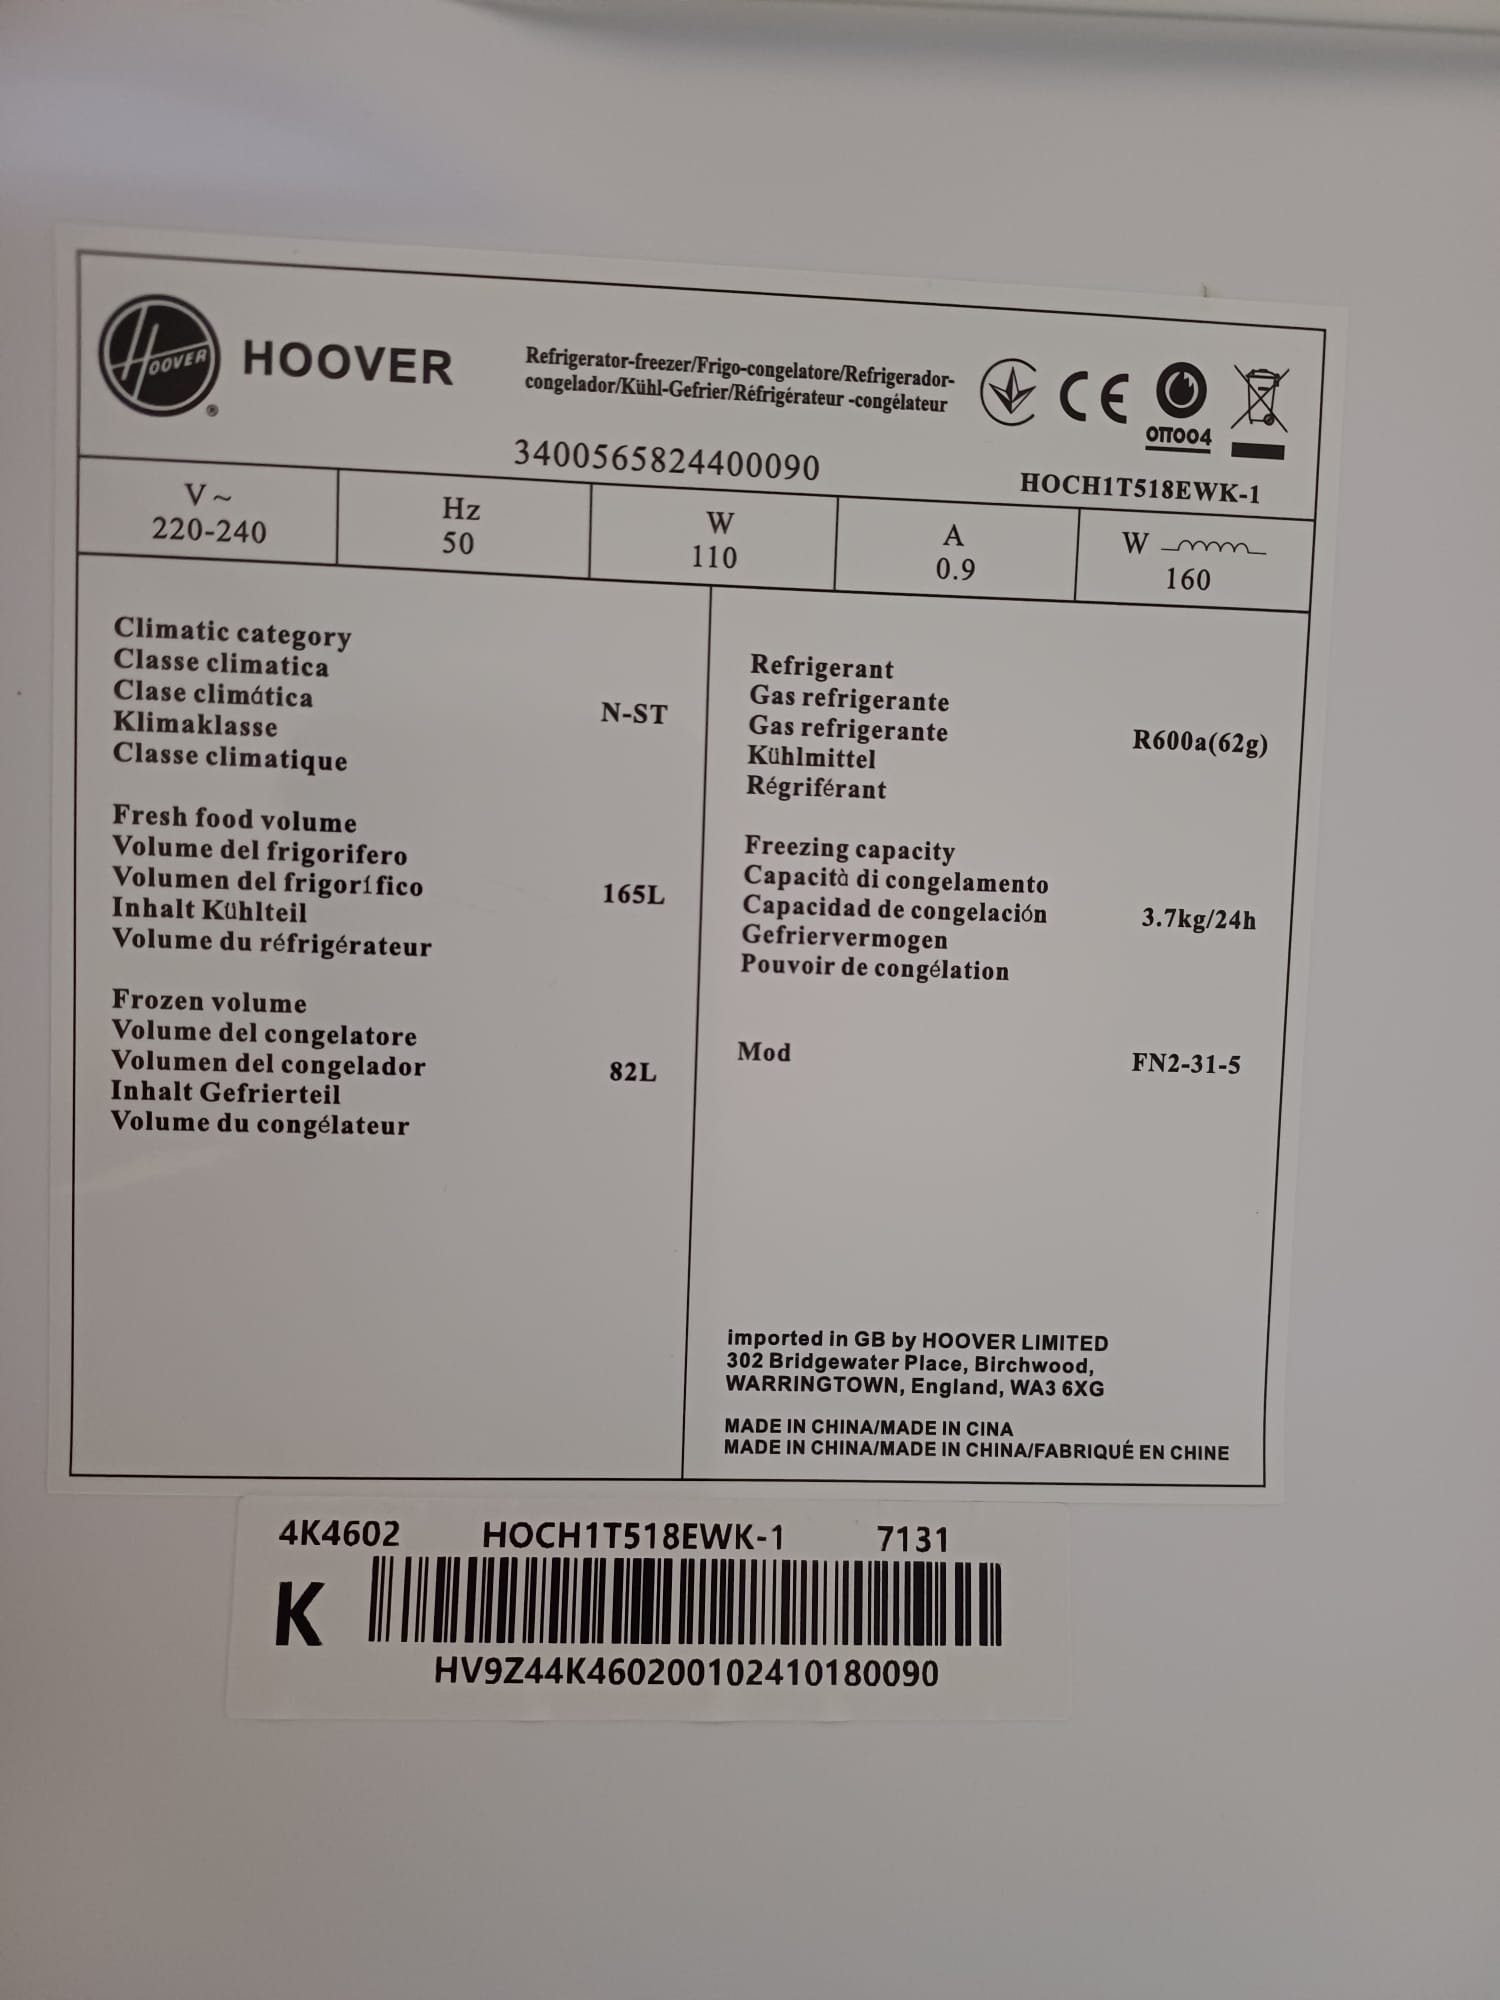 HOOVER
HOOVER
Refrigerator-freezer/Frigo-congelatore/Refrigerador-
congelador/Kühl-Gefrier/Réfrigérateur -congélateur
CE
OTT004
3400565824400090
HOCH1T518EWK-1
V~
220-240
Hz
50
W
110
A
0.9
W
160
Climatic category
Classe climatica
Clase climática
Klimaklasse
Classe climatique
N-ST
Fresh food volume
Volume del frigorifero
Volumen del frigorífico
Inhalt Kühlteil
Volume du réfrigérateur
165L
Frozen volume
Volume del congelatore
Volumen del congelador
Inhalt Gefrierteil
Volume du congélateur
82L
Refrigerant
Gas refrigerante
Gas refrigerante
Kühlmittel
Régriférant
R600a(62g)
Freezing capacity
Capacità di congelamento
Capacidad de congelación
Gefriervermogen
Pouvoir de congélation
3.7kg/24h
Mod
FN2-31-5
imported in GB by HOOVER LIMITED
302 Bridgewater Place, Birchwood,
WARRINGTOWN, England, WA3 6XG
MADE IN CHINA/MADE IN CINA
MADE IN CHINA/MADE IN CHINA/FABRIQUÉ EN CHINE
4K4602 HOCH1T518EWK-1 7131
K
HV9Z44K460200102410180090